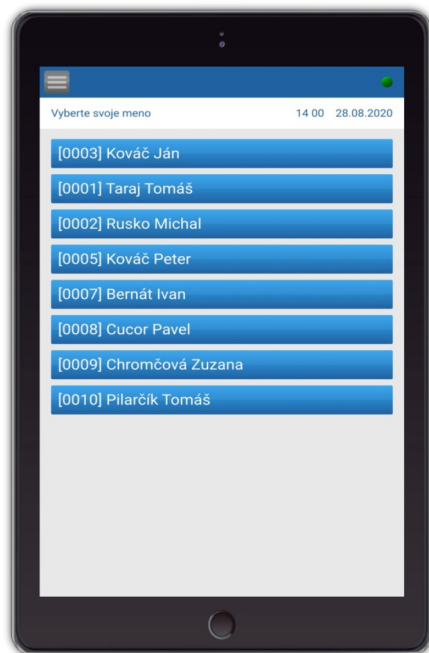 Vyberte svoje meno 14 00 28.08.2020
[0003] Kováč Ján
[0001] Taraj Tomáš
[0002] Rusko Michal
[0005] Kováč Peter
[0007] Bernát Ivan
[0008] Cucor Pavel
[0009] Chromčová Zuzana
[0010] Pilarčík Tomáš